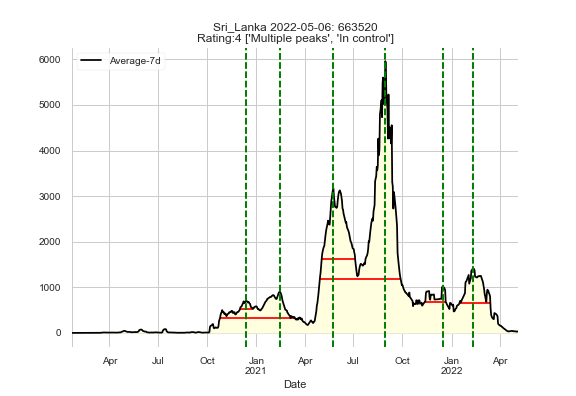 Sri_Lanka 2022-05-06: 663520
Rating:4 ['Multiple peaks', 'In control']
Average-7d
6000
5000
4000
3000
2000
1000
0
Apr Jul Oct Jan Apr Jul Oct Jan Apr
2021 2022
Date